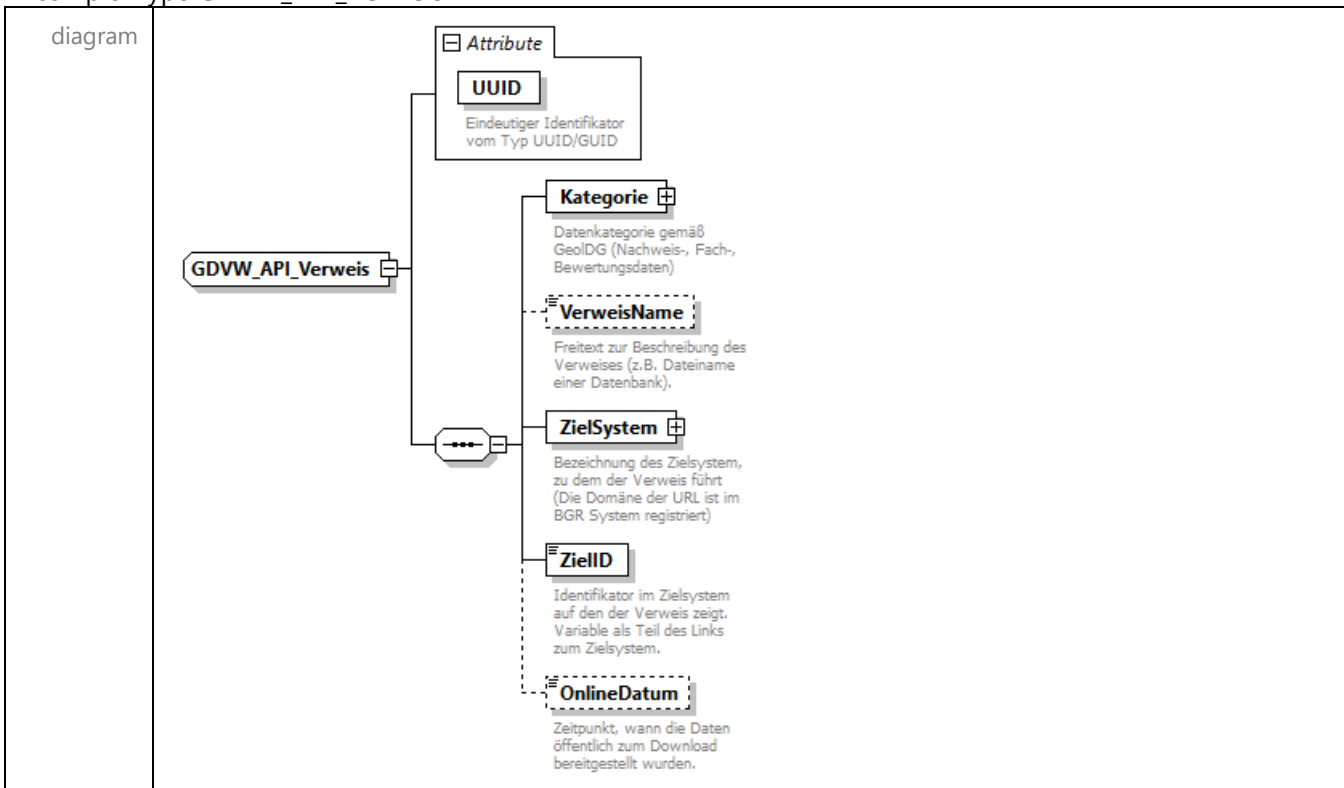 diagram
Attribute
UUID
Eindeutiger Identifikator
vom Typ UUID/GUID
Kategorie
Datenkategorie gemäß
GeolDG (Nachweis-, Fach-,
Bewertungsdaten)
GDVW_API_Verweis
VerweisName
Freitext zur Beschreibung des
Verweises (z.B. Dateiname
einer Datenbank).
ZielSystem
Bezeichnung des Zielsystem,
zu dem der Verweis führt
(Die Domäne der URL ist im
BGR System registriert)
ZielID
Identifikator im Zielsystem
auf den der Verweis zeigt.
Variable als Teil des Links
zum Zielsystem.
OnlineDatum
Zeitpunkt, wann die Daten
öffentlich zum Download
bereitgestellt wurden.